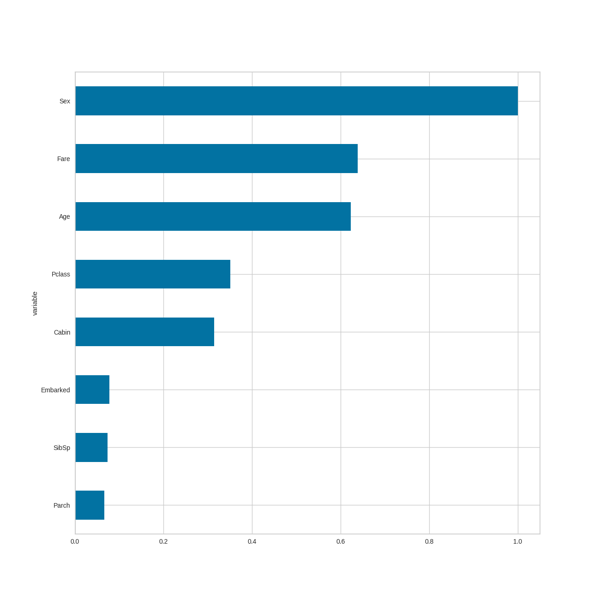 Sex
Fare
Age
Pclass
variable
Cabin
Embarked
SibSp
Parch
0.0 0.2 0.4 0.6 0.8 1.0